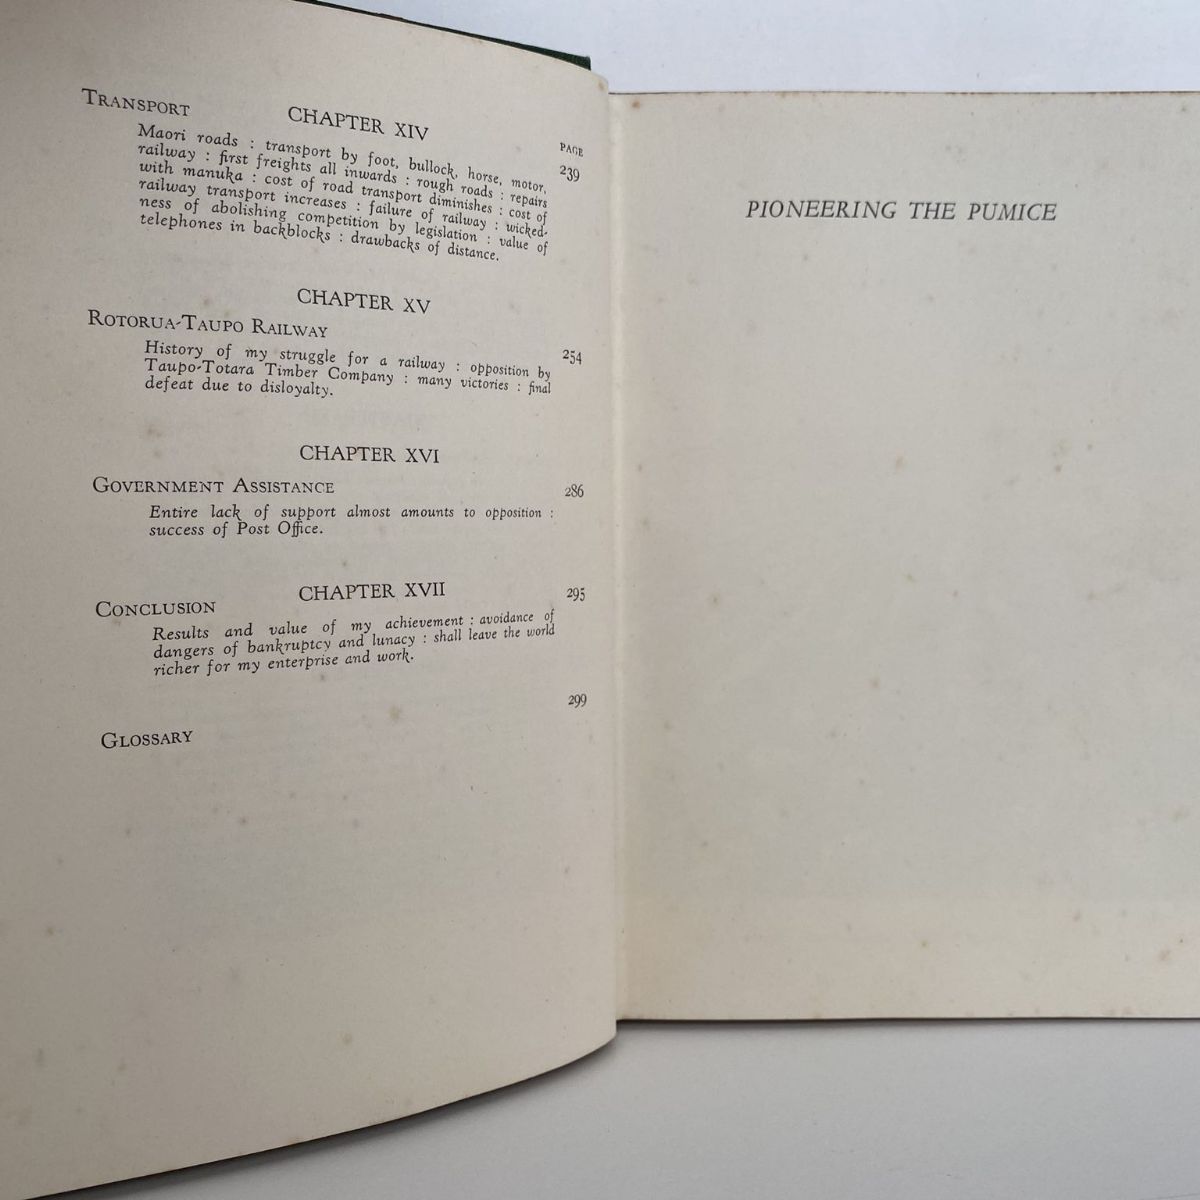 CHAPTER XIV
PAGE
TRANSPORT 239
Maori roads : transport by foot, bullock, horse, motor,
railway : first freights all inwards : rough roads : repairs
with manuka : cost of road transport diminishes : cost of
railway transport increases : failure of railway : wicked-
ness of abolishing competition by legislation : value of
telephones in backblocks : drawbacks of distance.
CHAPTER XV
ROTORUA-TAUPO RAILWAY 254
History of my struggle for a railway : opposition by
Taupo-Totara Timber Company : many victories : final
defeat due to disloyalty.
CHAPTER XVI
GOVERNMENT ASSISTANCE 286
Entire lack of support almost amounts to opposition :
success of Post Office.
CHAPTER XVII
CONCLUSION 295
Results and value of my achievement : avoidance of
dangers of bankruptcy and lunacy : shall leave the world
richer for my enterprise and work.
GLOSSARY 299
PIONEERING THE PUMICE